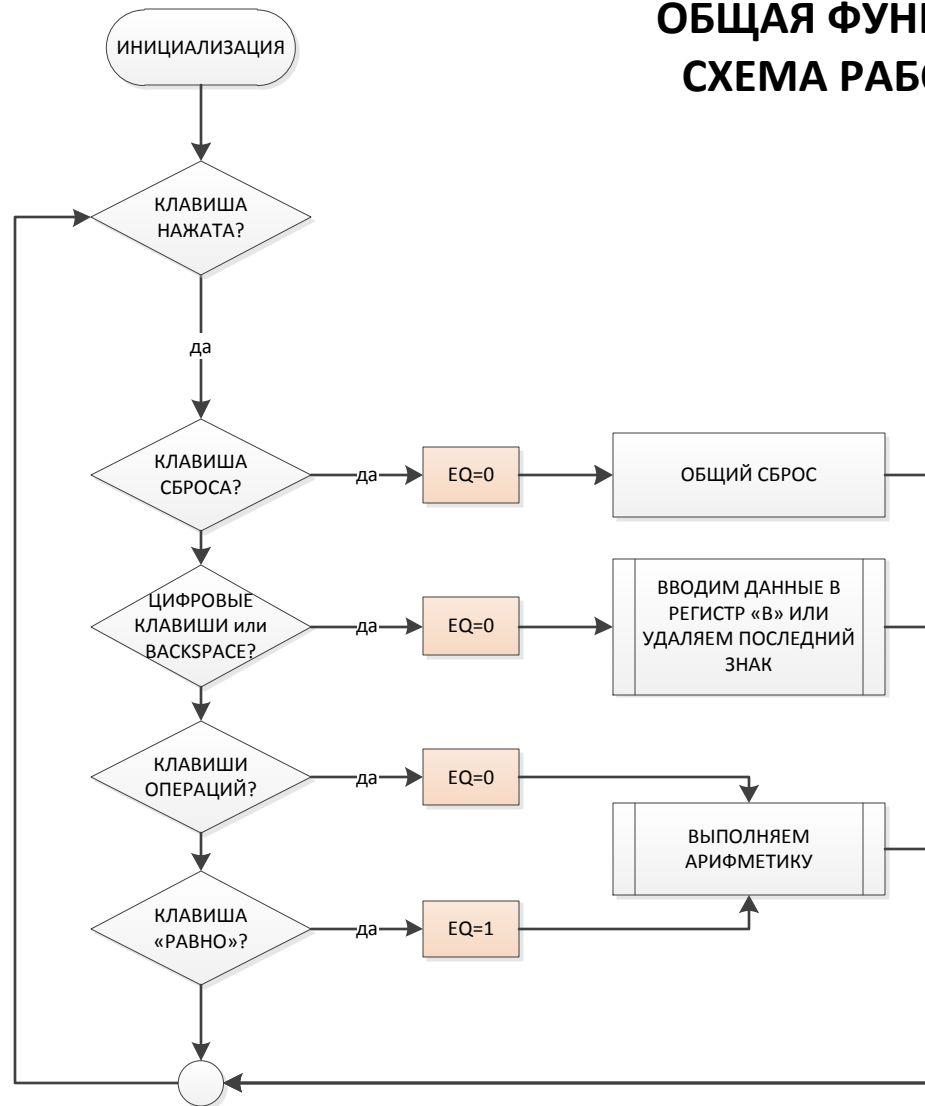 ОБЩАЯ
СХЕМА
ИНИЦИАЛИЗАЦИЯ
КЛАВИША
НАЖАТА?
да
КЛАВИША
СБРОСА?
да
EQ=0
ОБЩИЙ СБРОС
ЦИФРОВЫЕ
КЛАВИШИ или
BACKSPACE?
да
EQ=0
ВВОДИМ ДАННЫЕ В
РЕГИСТР «В» ИЛИ
УДАЛЯЕМ ПОСЛЕДНИЙ
ЗНАК
КЛАВИШИ
ОПЕРАЦИЙ?
да
EQ=0
ВЫПОЛНЯЕМ
АРИФМЕТИКУ
КЛАВИША
«РАВНО»?
да
EQ=1